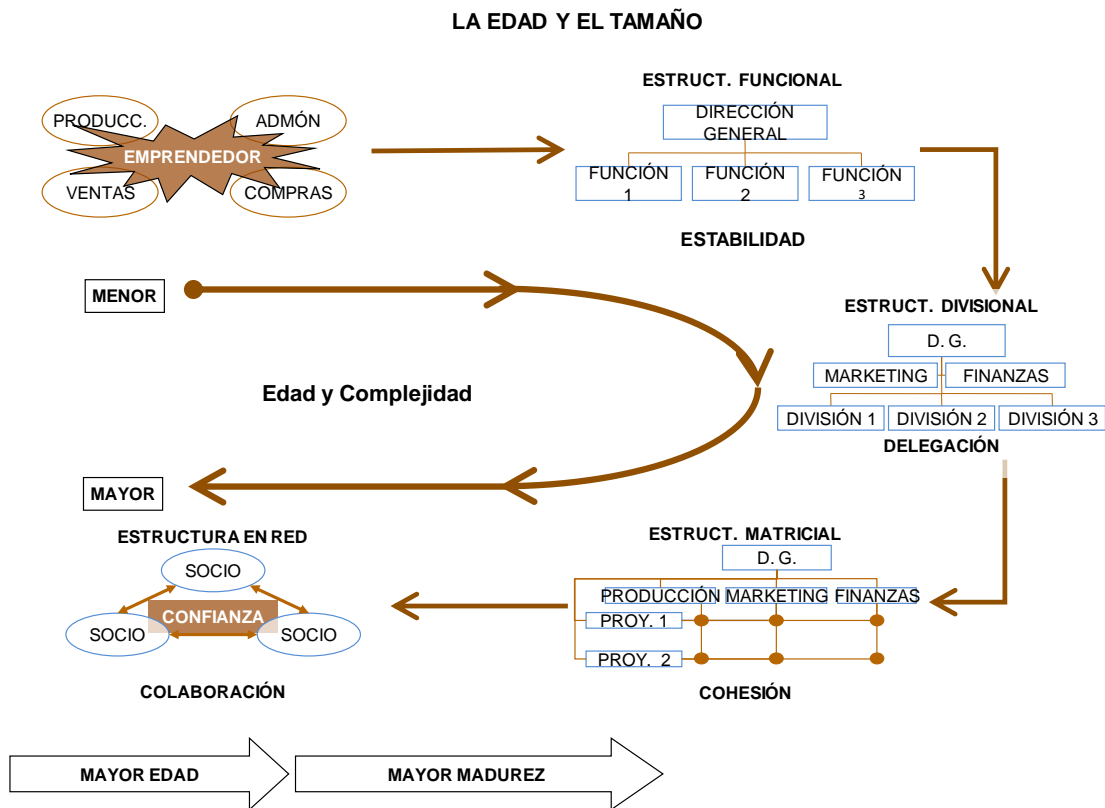 LA EDAD Y EL TAMAÑO
PRODUCC.
ADMÓN
EMPRENDEDOR
VENTAS
COMPRAS
ESTRUCT. FUNCIONAL
DIRECCIÓN
GENERAL
FUNCIÓN
1
FUNCIÓN
2
FUNCIÓN
3
ESTABILIDAD
MENOR
Edad y Complejidad
MAYOR
ESTRUCT. DIVISIONAL
D. G.
MARKETING
FINANZAS
DIVISIÓN 1
DIVISIÓN 2
DIVISIÓN 3
DELEGACIÓN
ESTRUCT. MATRICIAL
D. G.
PRODUCCIÓN
MARKETING
FINANZAS
PROY. 1
PROY. 2
COHESIÓN
ESTRUCTURA EN RED
SOCIO
CONFIANZA
SOCIO
SOCIO
COLABORACIÓN
MAYOR EDAD
MAYOR MADUREZ